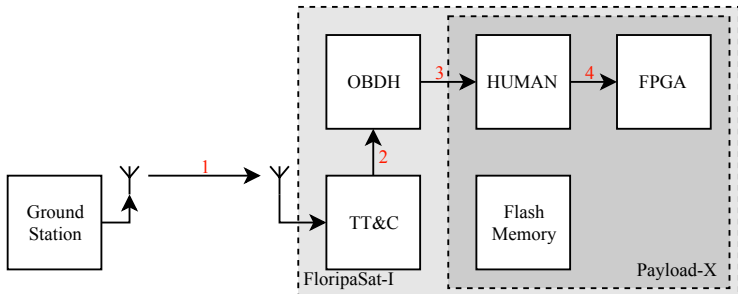 OBDH
3
HUMAN
4
FPGA
1
2
Ground
Station
TT&C
Flash
Memory
FloripaSat-I
Payload-X